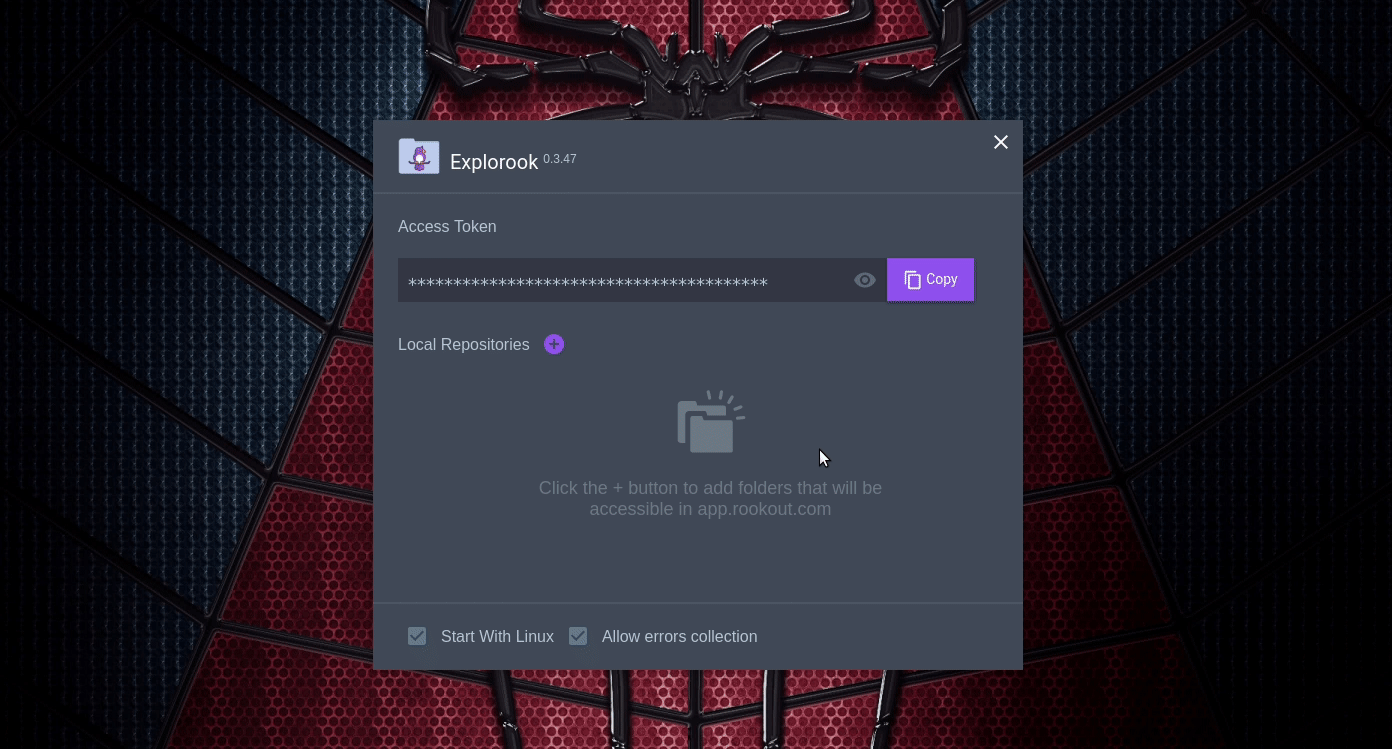 Explorook 0.3.47
Access Token
****************************************
Copy
Local Repositories
Click the + button to add folders that will be
accessible in app.rookout.com
Start With Linux Allow errors collection